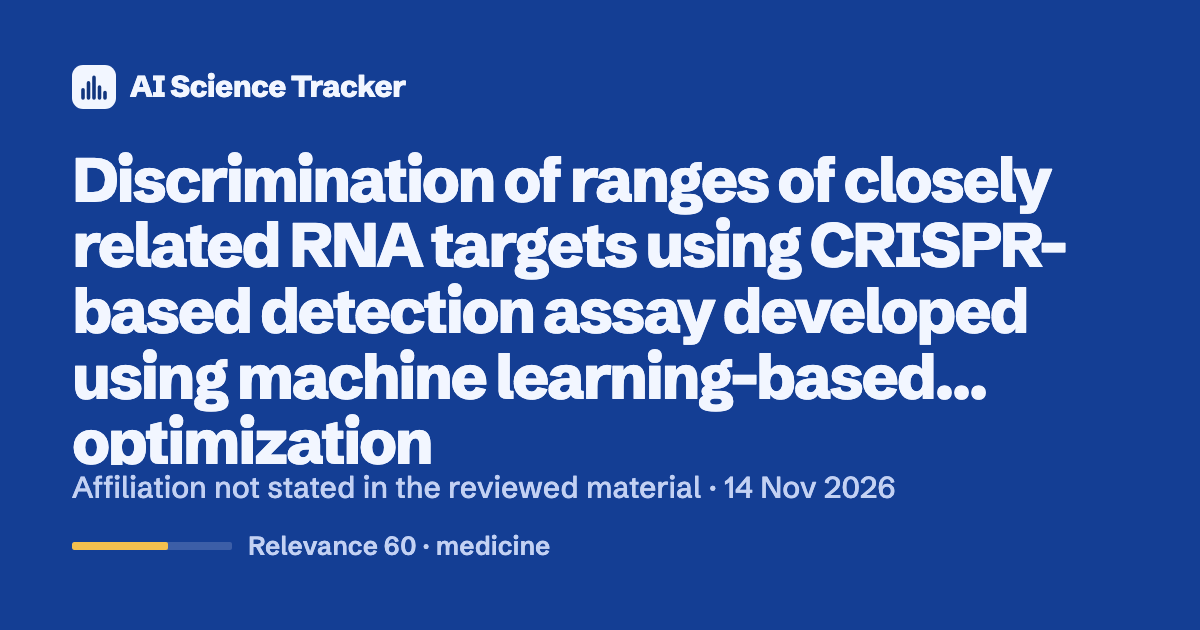 AI Science Tracker
Discrimination of ranges of closely
related RNA targets using CRISPR-
based detection assay developed
using machine learning-based...
optimization
Affiliation not stated in the reviewed material · 14 Nov 2026
Relevance 60 · medicine